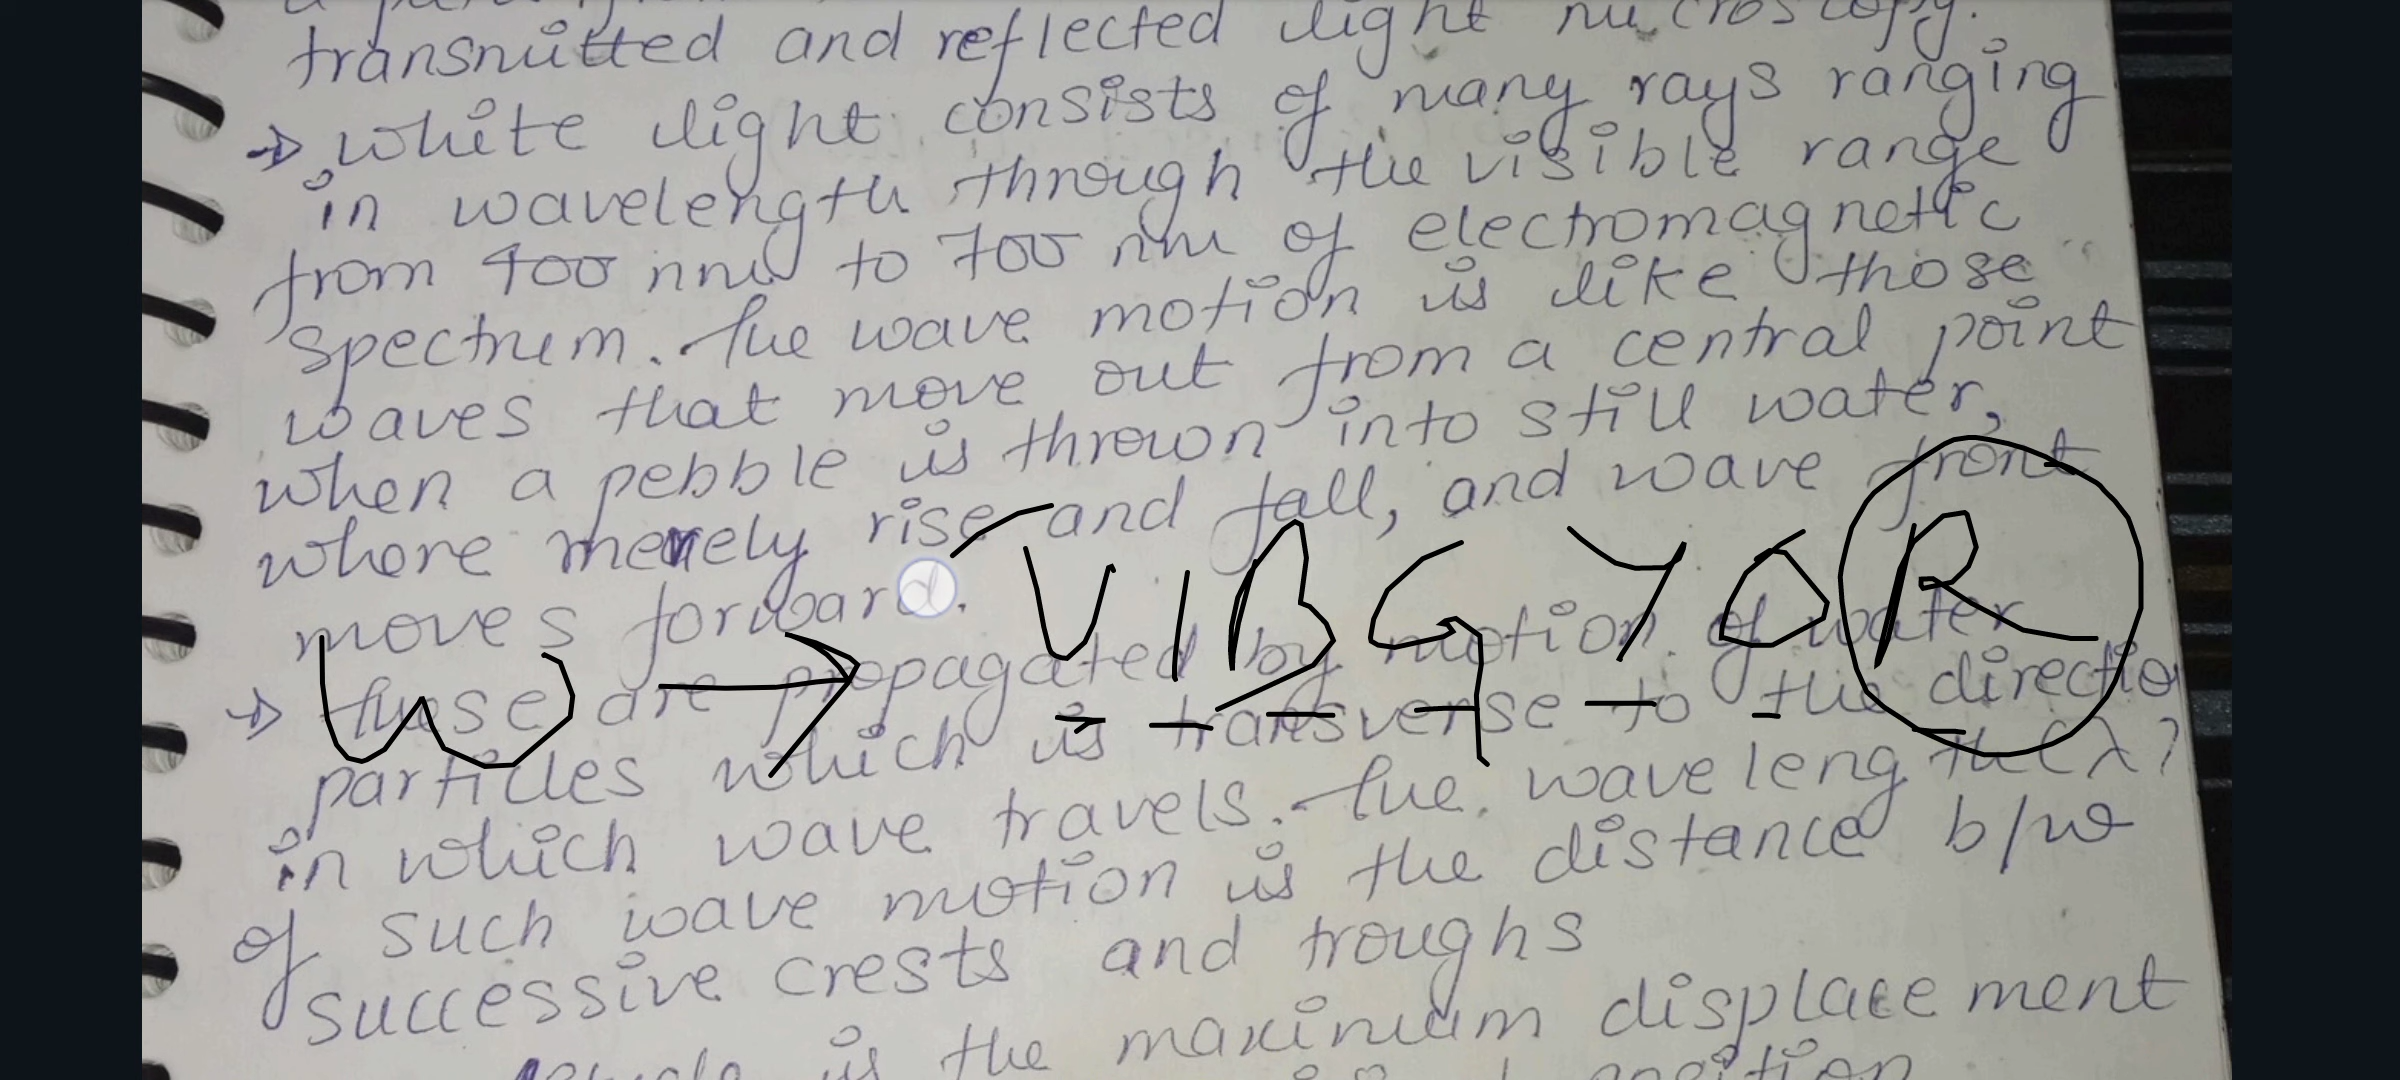 transmitted and reflected light microscopy.
→ white light consists of many rays ranging
in wavelength through the visible range
from 400 nm to 700 nm of electromagnetic
spectrum. The wave motion is like those
waves that move out from a central point
when a pebble is thrown into still water,
where merely rise and fall, and wave front
moves forward.
W → VIBGYOR
→ these are propagated by motion of water
particles which is transverse to the directio
in which wave travels. The wavelength (λ)
of such wave motion is the distance b/w
successive crests and troughs
is the maximum displacement